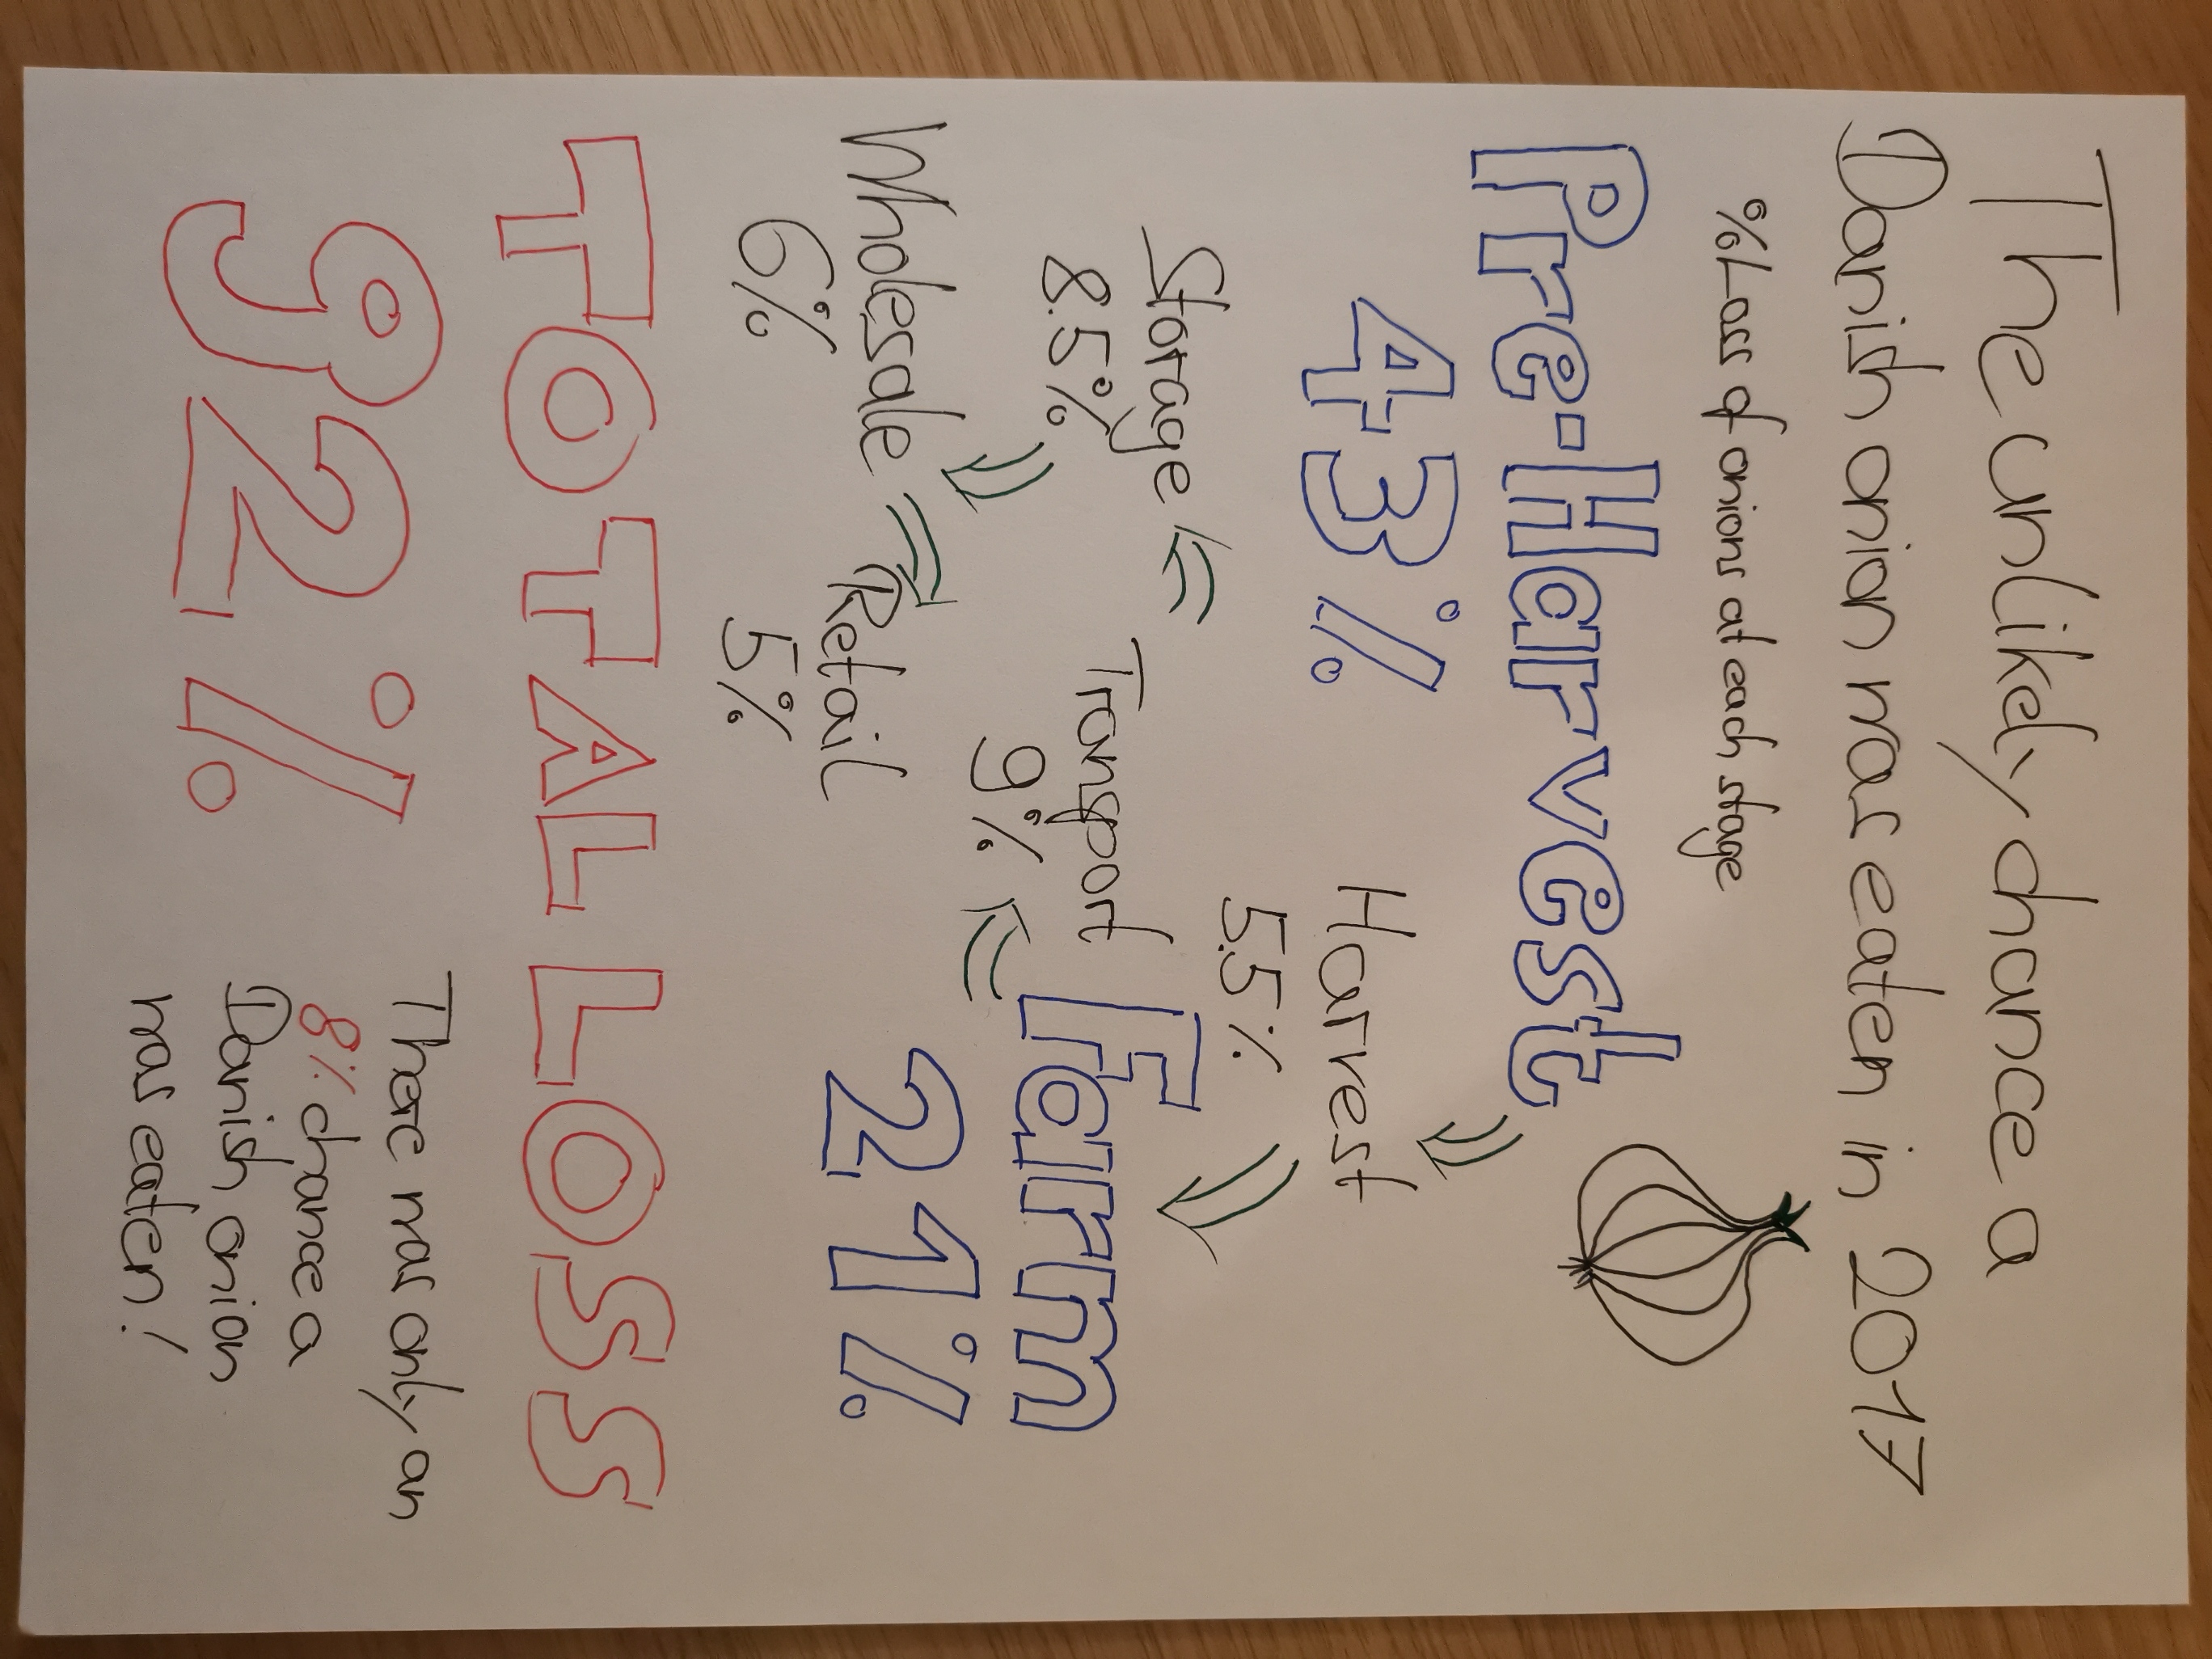 The unlikely chance a
Danish onion was eaten in 2017
% Loss of onions at each stage
Pre-Harvest
43%
Harvest
5.5%
Farm
21%
Transport
9%
Storage
8.5%
Wholesale
6%
Retail
5%
TOTAL LOSS
92%
There was only an
8% chance a
Danish onion
was eaten!